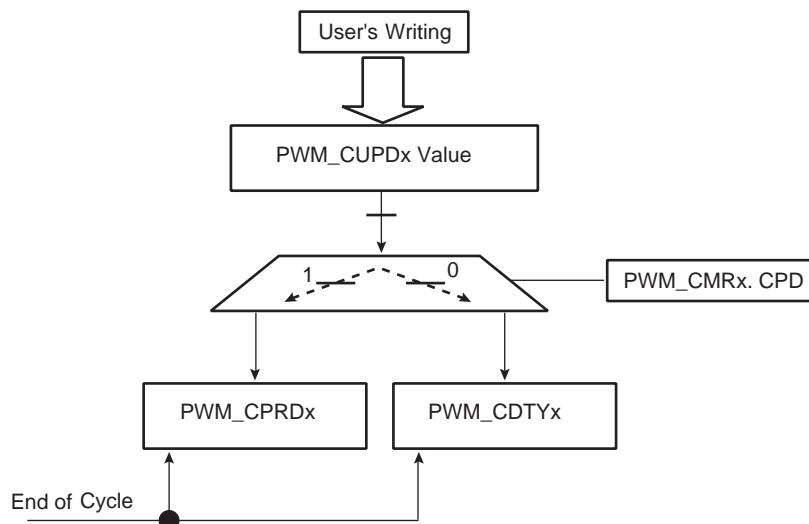 User's Writing
PWM_CUPDx Value
1
0
PWM_CMRx. CPD
PWM_CPRDx
PWM_CDTYx
End of Cycle